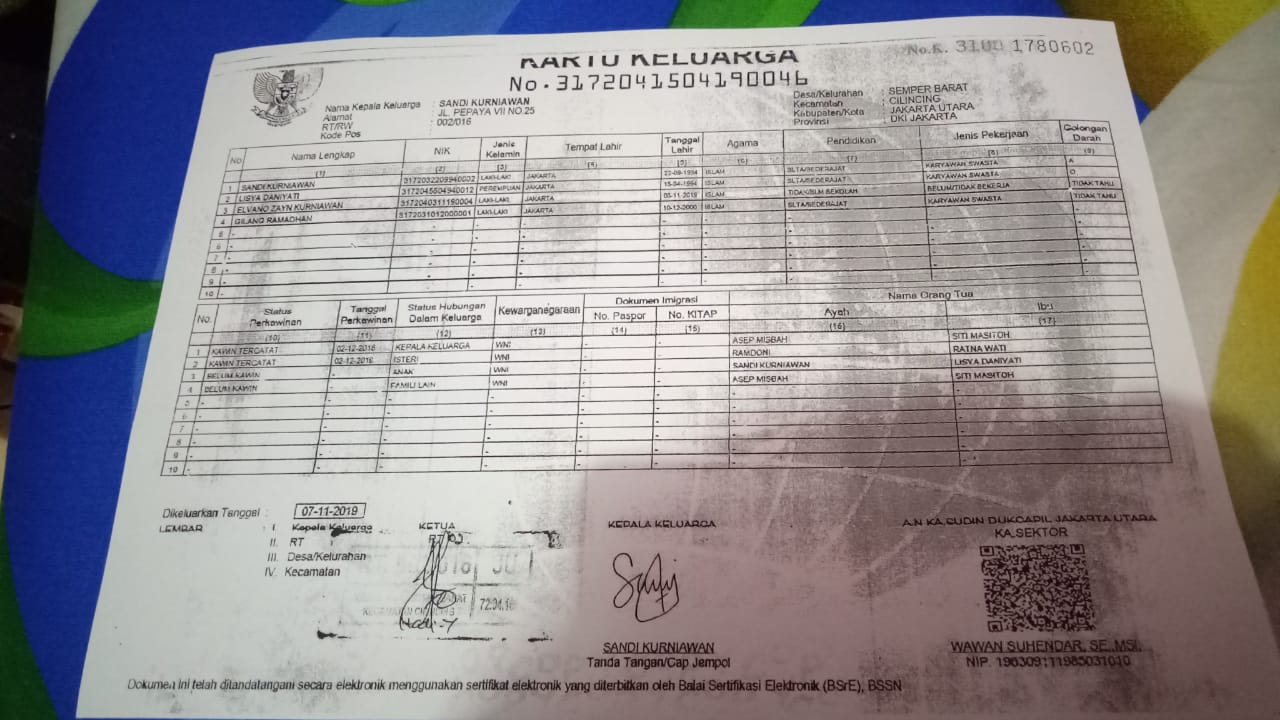 KARTU KELUARGA
No. 3172041504190046
No.K. 3100 1780602
Nama Kepala Keluarga : SANDI KURNIAWAN
Alamat : JL. PEPAYA VII NO.25
RT/RW : 002/016
Kode Pos :
Desa/Kelurahan : SEMPER BARAT
Kecamatan : CILINCING
Kabupaten/Kota : JAKARTA UTARA
Provinsi : DKI JAKARTA
No Nama Lengkap NIK Jenis Kelamin Tempat Lahir Tanggal Lahir Agama Pendidikan Jenis Pekerjaan Golongan Darah
(1) (2) (3) (4) (5) (6) (7) (8) (9)
1 SANDI KURNIAWAN 3172032209940002 LAKI-LAKI JAKARTA 22-09-1994 ISLAM SLTA/SEDERAJAT KARYAWAN SWASTA A
2 LISYA DANIYATI 3172045504940012 PEREMPUAN JAKARTA 15-04-1994 ISLAM SLTA/SEDERAJAT KARYAWAN SWASTA O
3 ELVANO ZAYN KURNIAWAN 3172040311190004 LAKI-LAKI JAKARTA 03-11-2019 ISLAM TIDAK/BLM SEKOLAH BELUM/TIDAK BEKERJA TIDAK TAHU
4 GILANG RAMADHAN 3172031012000001 LAKI-LAKI JAKARTA 10-12-2000 ISLAM SLTA/SEDERAJAT KARYAWAN SWASTA TIDAK TAHU
5 - - - - - - - - -
6 - - - - - - - - -
7 - - - - - - - - -
8 - - - - - - - - -
9 - - - - - - - - -
10 - - - - - - - - -
No. Status Perkawinan Tanggal Perkawinan Status Hubungan Dalam Keluarga Kewarganegaraan Dokumen Imigrasi Nama Orang Tua
No. Paspor No. KITAP Ayah Ibu
(10) (11) (12) (13) (14) (15) (16) (17)
1 KAWIN TERCATAT 02-12-2018 KEPALA KELUARGA WNI - - ASEP MISBAH SITI MASITOH
2 KAWIN TERCATAT 02-12-2018 ISTERI WNI - - RAMDONI RATNA WATI
3 BELUM KAWIN - ANAK WNI - - SANDI KURNIAWAN LISYA DANIYATI
4 BELUM KAWIN - FAMILI LAIN WNI - - ASEP MISBAH SITI MASITOH
5 - - - - - - - -
6 - - - - - - - -
7 - - - - - - - -
8 - - - - - - - -
9 - - - - - - - -
10 - - - - - - - -
Dikeluarkan Tanggal : 07-11-2019
LEMBAR : I. Kepala Keluarga
II. RT
III. Desa/Kelurahan
IV. Kecamatan
KETUA
RT
KEPALA KELUARGA
SANDI KURNIAWAN
Tanda Tangan/Cap Jempol
A.N KA.SUDIN DUKCAPIL JAKARTA UTARA
KA.SEKTOR
WAWAN SUHENDAR, SE.,MSI.
NIP. 196309111985031010
Dokumen ini telah ditandatangani secara elektronik menggunakan sertifikat elektronik yang diterbitkan oleh Balai Sertifikasi Elektronik (BSrE), BSSN